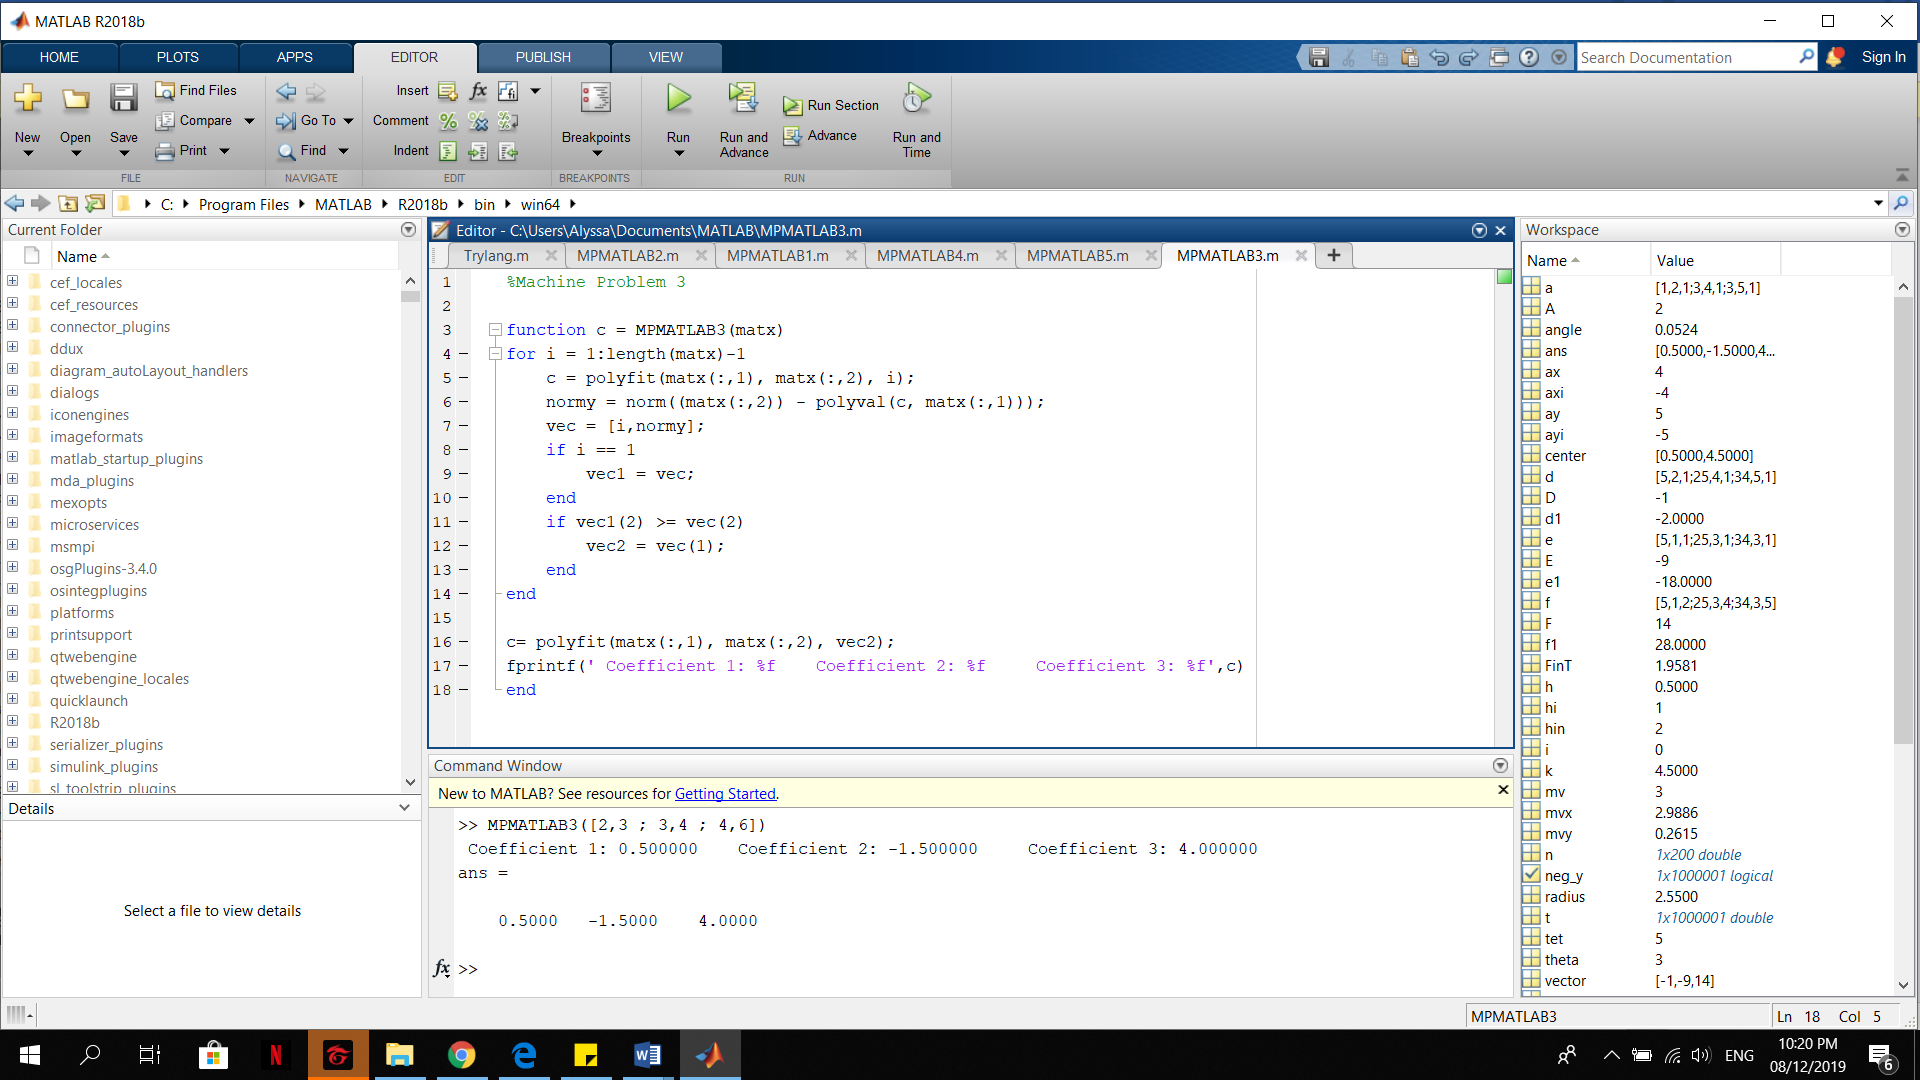 MATLAB R2018b
HOME PLOTS APPS EDITOR PUBLISH VIEW
Search Documentation
Sign In
New
Open
Save
Find Files
Compare
Print
FILE
Go To
Find
NAVIGATE
Insert
Comment
Indent
EDIT
Breakpoints
BREAKPOINTS
Run
Run and Advance
Run Section
Advance
Run and Time
RUN
C: Program Files MATLAB R2018b bin win64
Current Folder
Name
cef_locales
cef_resources
connector_plugins
ddux
diagram_autoLayout_handlers
dialogs
iconengines
imageformats
matlab_startup_plugins
mda_plugins
mexopts
microservices
msmpi
osgPlugins-3.4.0
osintegplugins
platforms
printsupport
qtwebengine
qtwebengine_locales
quicklaunch
R2018b
serializer_plugins
simulink_plugins
sl_toolstrip_plugins
Details
Select a file to view details
Editor - C:\Users\Alyssa\Documents\MATLAB\MPMATLAB3.m
Trylang.m MPMATLAB2.m MPMATLAB1.m MPMATLAB4.m MPMATLAB5.m MPMATLAB3.m
1 %Machine Problem 3
2
3 function c = MPMATLAB3(matx)
4 – for i = 1:length(matx)-1
5 – c = polyfit(matx(:,1), matx(:,2), i);
6 – normy = norm((matx(:,2)) - polyval(c, matx(:,1)));
7 – vec = [i,normy];
8 – if i == 1
9 – vec1 = vec;
10 – end
11 – if vec1(2) >= vec(2)
12 – vec2 = vec(1);
13 – end
14 – end
15
16 – c= polyfit(matx(:,1), matx(:,2), vec2);
17 – fprintf(' Coefficient 1: %f    Coefficient 2: %f     Coefficient 3: %f',c)
18 – end
Command Window
New to MATLAB? See resources for Getting Started.
>> MPMATLAB3([2,3 ; 3,4 ; 4,6])
Coefficient 1: 0.500000    Coefficient 2: -1.500000     Coefficient 3: 4.000000
ans =
0.5000   -1.5000    4.0000
fx >>
Workspace
Name Value
a [1,2,1;3,4,1;3,5,1]
A 2
angle 0.0524
ans [0.5000,-1.5000,4...
ax 4
axi -4
ay 5
ayi -5
center [0.5000,4.5000]
d [5,2,1;25,4,1;34,5,1]
D -1
d1 -2.0000
e [5,1,1;25,3,1;34,3,1]
E -9
e1 -18.0000
f [5,1,2;25,3,4;34,3,5]
F 14
f1 28.0000
FinT 1.9581
h 0.5000
hi 1
hin 2
i 0
k 4.5000
mv 3
mvx 2.9886
mvy 0.2615
n 1x200 double
neg_y 1x1000001 logical
radius 2.5500
t 1x1000001 double
tet 5
theta 3
vector [-1,-9,14]
MPMATLAB3
Ln 18 Col 5
ENG
10:20 PM
08/12/2019
6